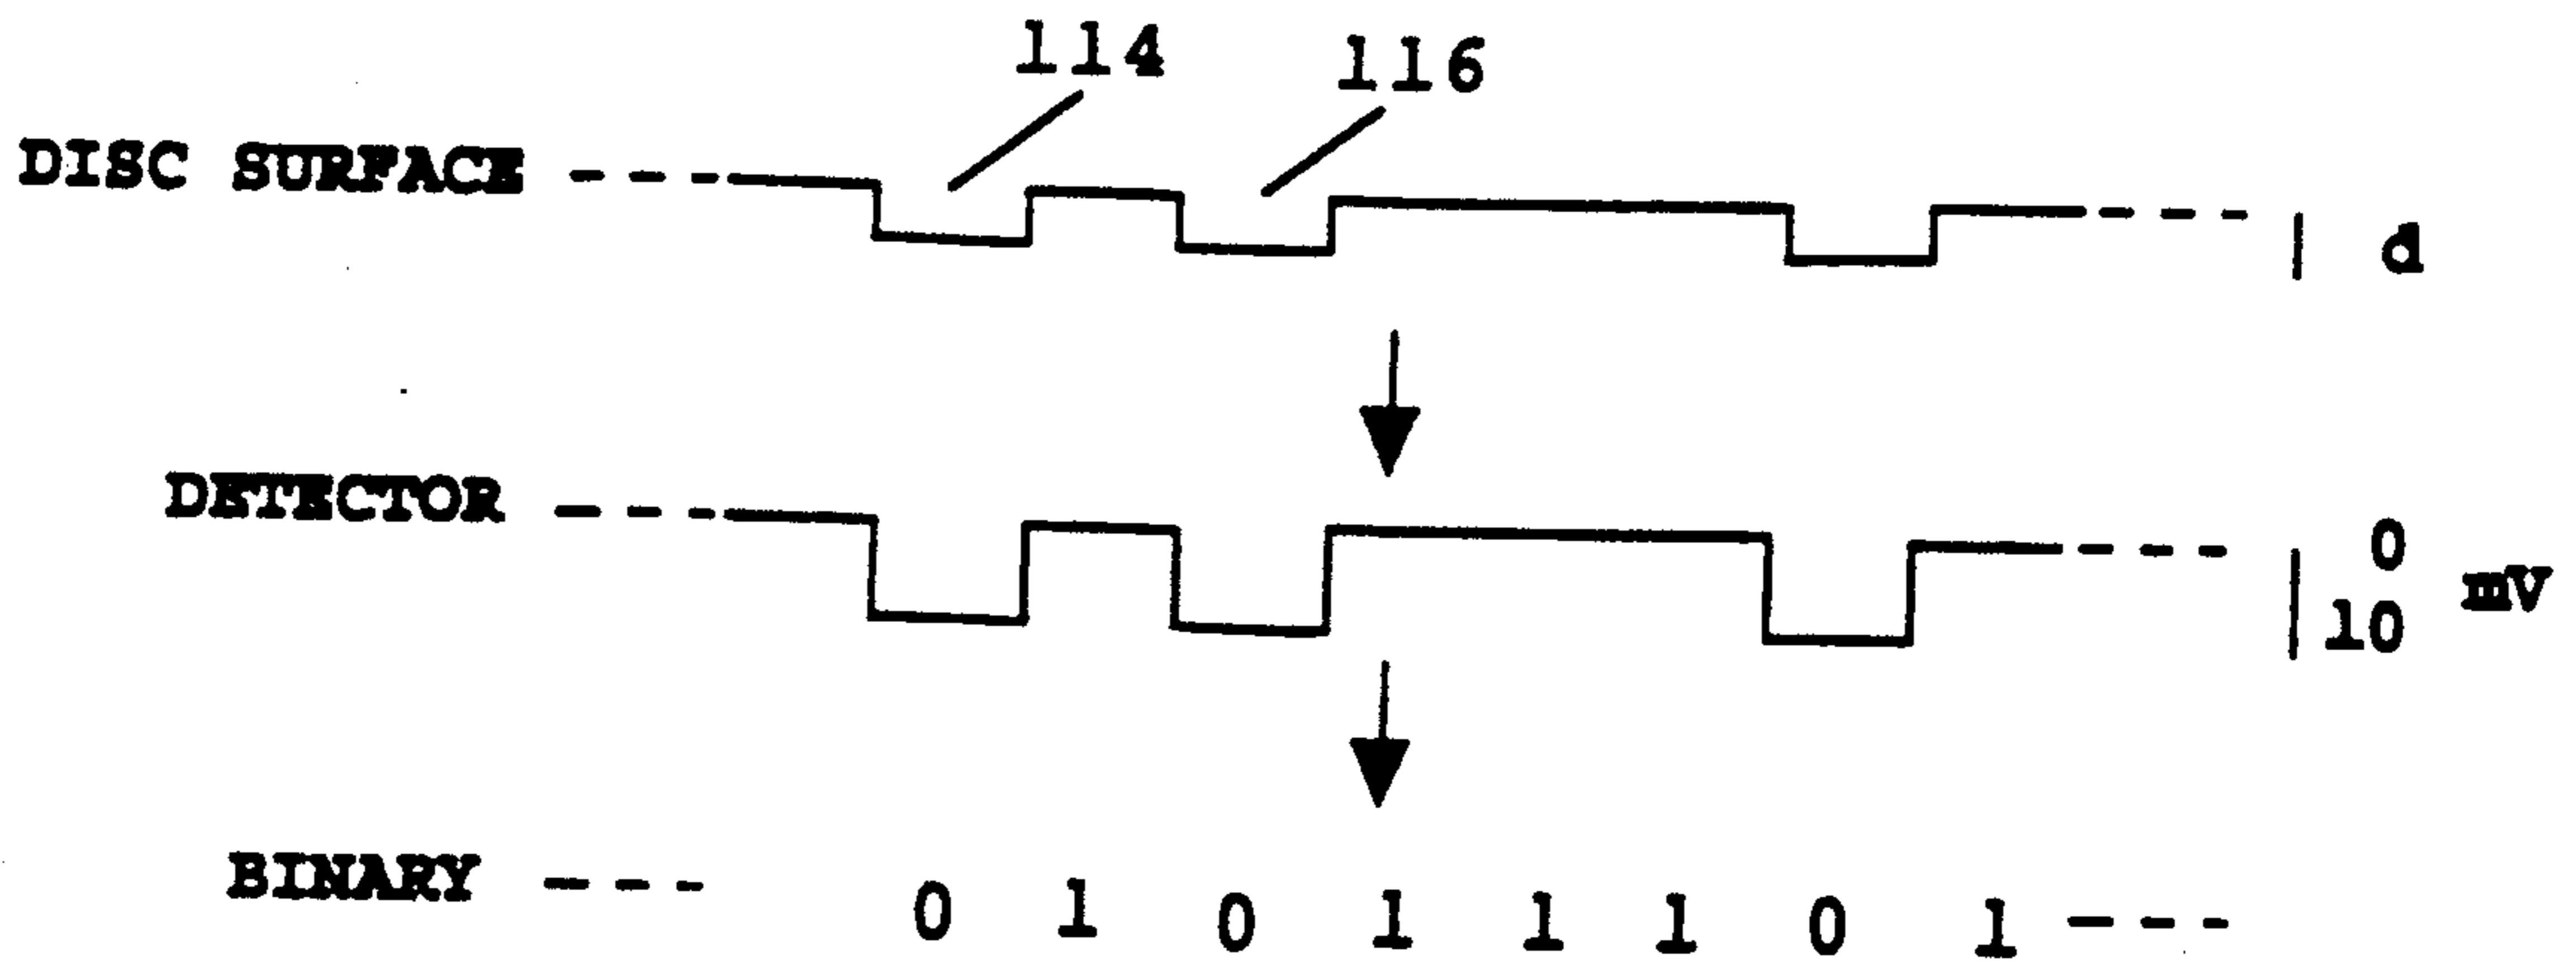 114 116
DISC SURFACE --- --- d
DETECTOR --- --- 0
mV
10
BINARY --- 0 1 0 1 1 1 0 1 ---